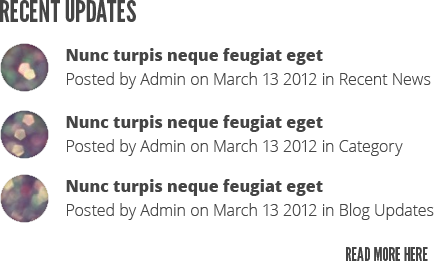 RECENT UPDATES
Nunc turpis neque feugiat eget
Posted by Admin on March 13 2012 in Recent News
Nunc turpis neque feugiat eget
Posted by Admin on March 13 2012 in Category
Nunc turpis neque feugiat eget
Posted by Admin on March 13 2012 in Blog Updates
READ MORE HERE